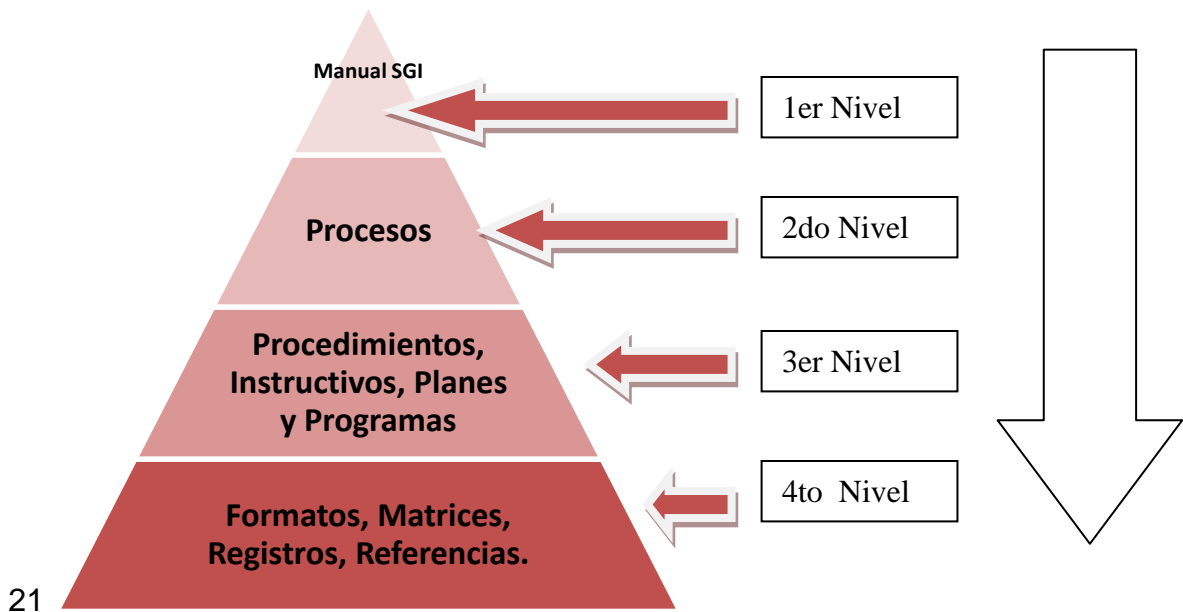 Manual SGI
1er Nivel
Procesos
2do Nivel
Procedimientos,
Instructivos, Planes
y Programas
3er Nivel
Formatos, Matrices,
Registros, Referencias.
4to  Nivel
21